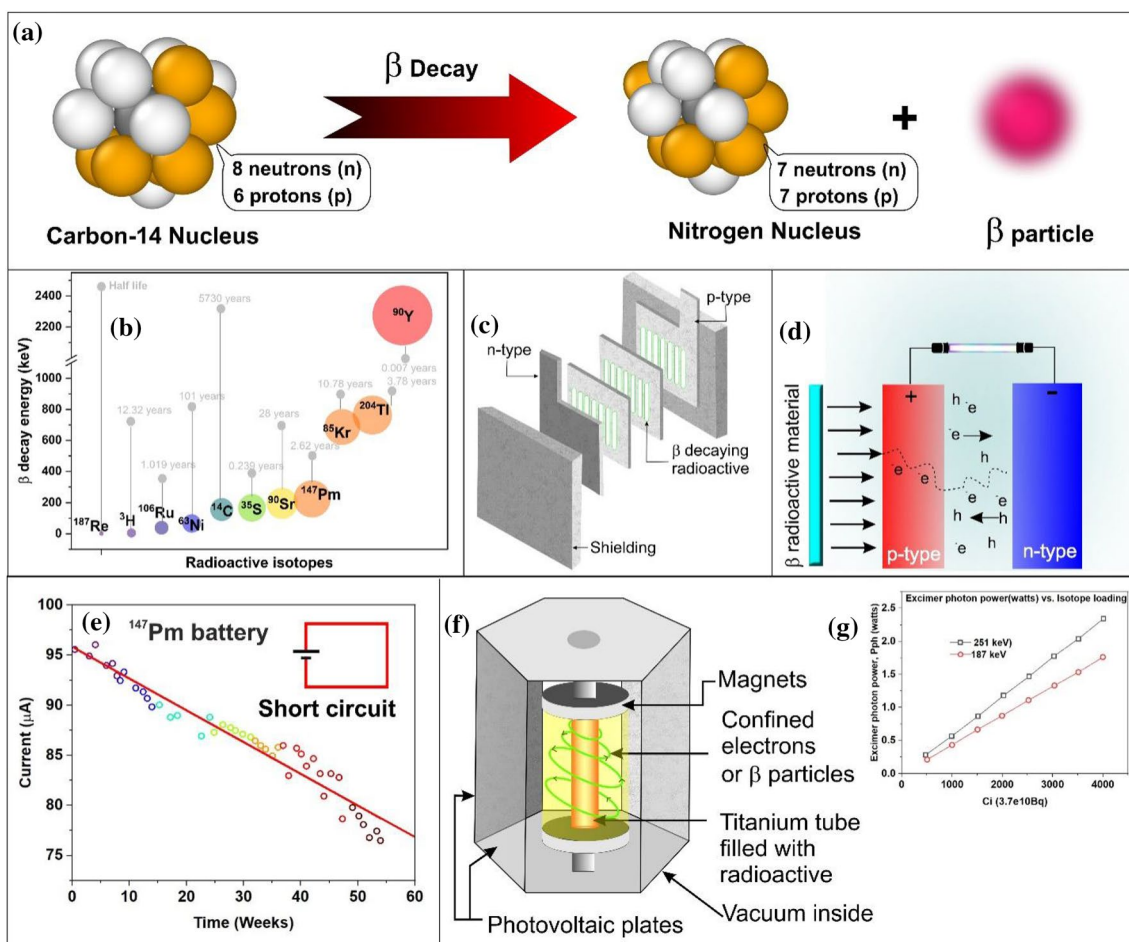 (a)
β Decay
+
8 neutrons (n)
6 protons (p)
7 neutrons (n)
7 protons (p)
Carbon-14 Nucleus
Nitrogen Nucleus
β particle
(b)
β decay energy (keV)
2400
2200
1000
800
600
400
200
0
Half life
5730 years
12.32 years
101 years
1.019 years
0.239 years
28 years
2.62 years
10.78 years
0.007 years
3.78 years
⁹⁰Y
²⁰⁴Tl
⁸⁵Kr
¹⁸⁷Re
³H
¹⁰⁶Ru
⁶³Ni
¹⁴C
³⁵S
⁹⁰Sr
¹⁴⁷Pm
Radioactive isotopes
(c)
p-type
n-type
β decaying
radioactive
Shielding
(d)
β radioactive material
+
-
h
e
e
h
e
e
e
h
h
e
h
p-type
n-type
(e)
¹⁴⁷Pm battery
Short circuit
Current (µA)
100
95
90
85
80
75
0 10 20 30 40 50 60
Time (Weeks)
(f)
Magnets
Confined
electrons
or β particles
Titanium tube
filled with
radioactive
Vacuum inside
Photovoltaic plates
(g)
Excimer photon power(watts) vs. Isotope loading
251 keV)
187 keV
Excimer photon power, Pph (watts)
2.5
2.0
1.5
1.0
0.5
0.0
0 1000 2000 3000 4000
Ci (3.7e10Bq)